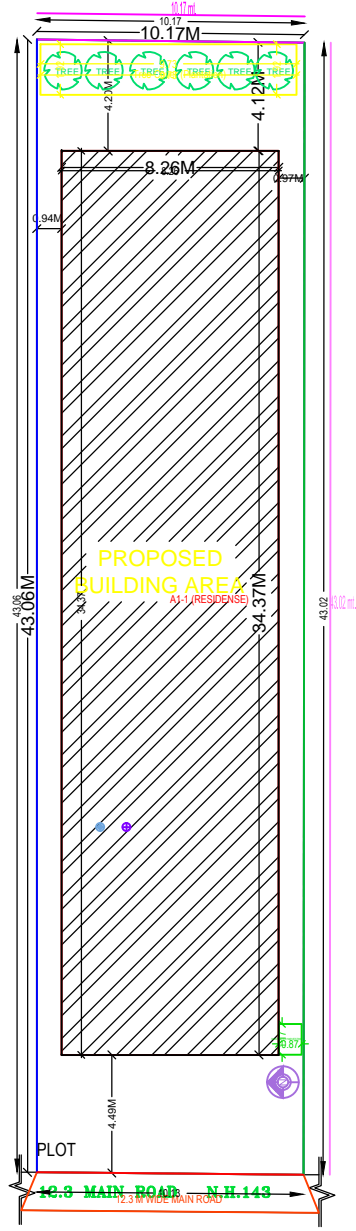 10.17 mt.
10.17
10.17M
TREE TREE TREE TREE TREE TREE
4.20M
4.12M
8.26M
0.97M
0.94M
PROPOSED
BUILDING AREA
A1-1 (RESIDENSE)
43.06
43.06M
34.37
34.37M
43.02
43.02 mt.
0.87
4.49M
N
PLOT
12.3 MAIN ROAD N.H.143
10.13
12.3 M WIDE MAIN ROAD